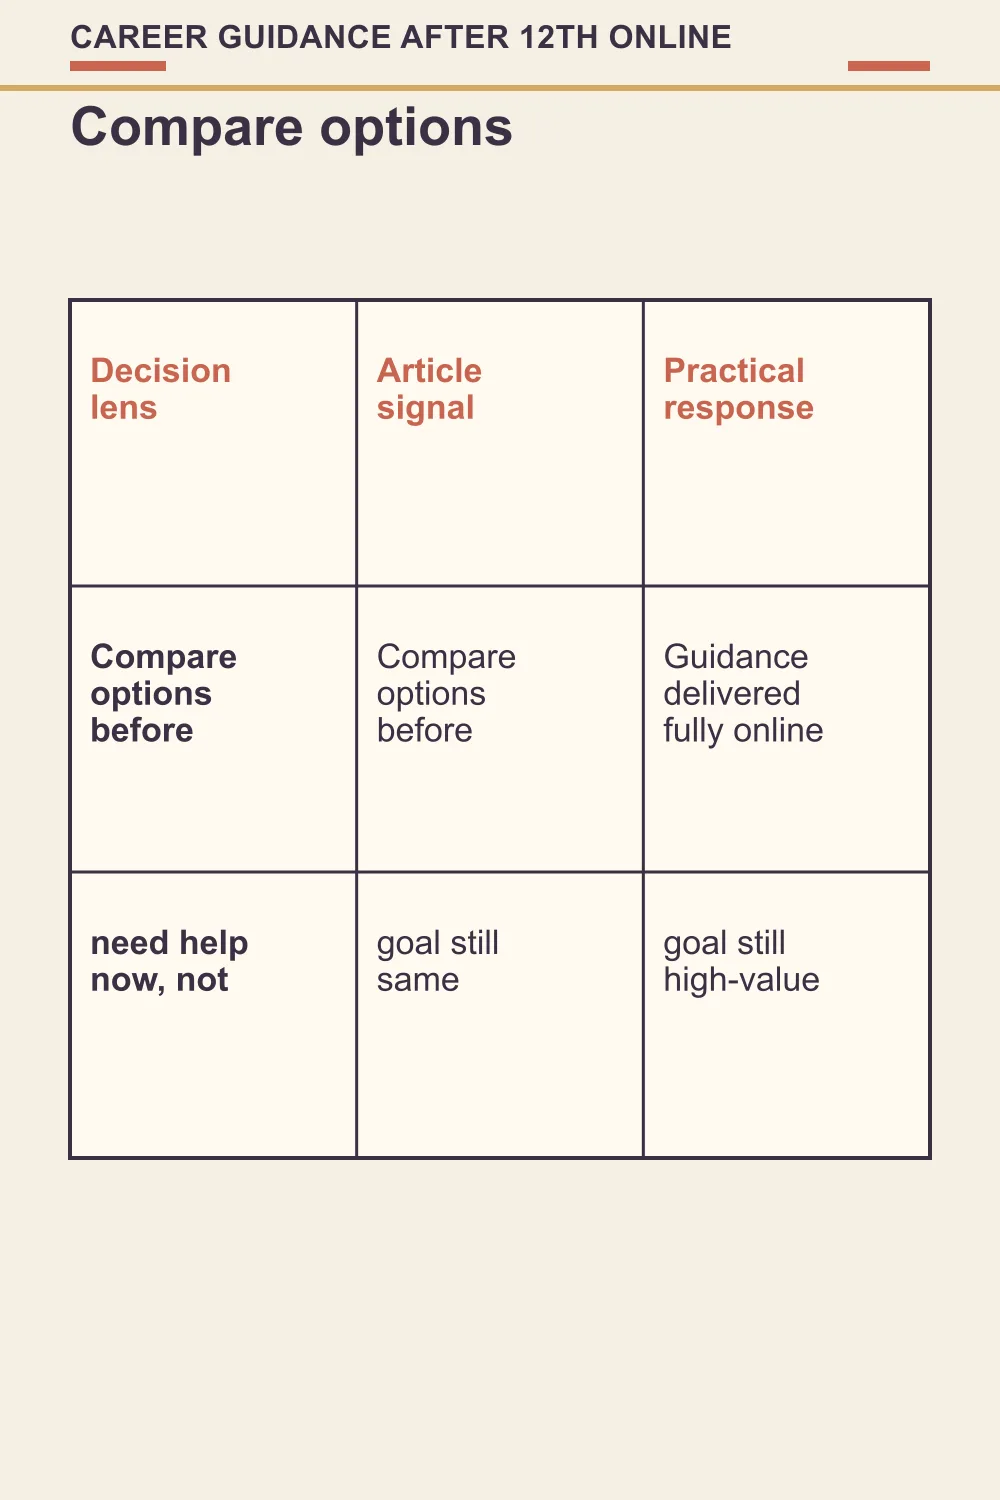 CAREER GUIDANCE AFTER 12TH ONLINE
Compare options
Decision
lens
Article
signal
Practical
response
Compare
options
before
Compare
options
before
Guidance
delivered
fully online
need help
now, not
goal still
same
goal still
high-value